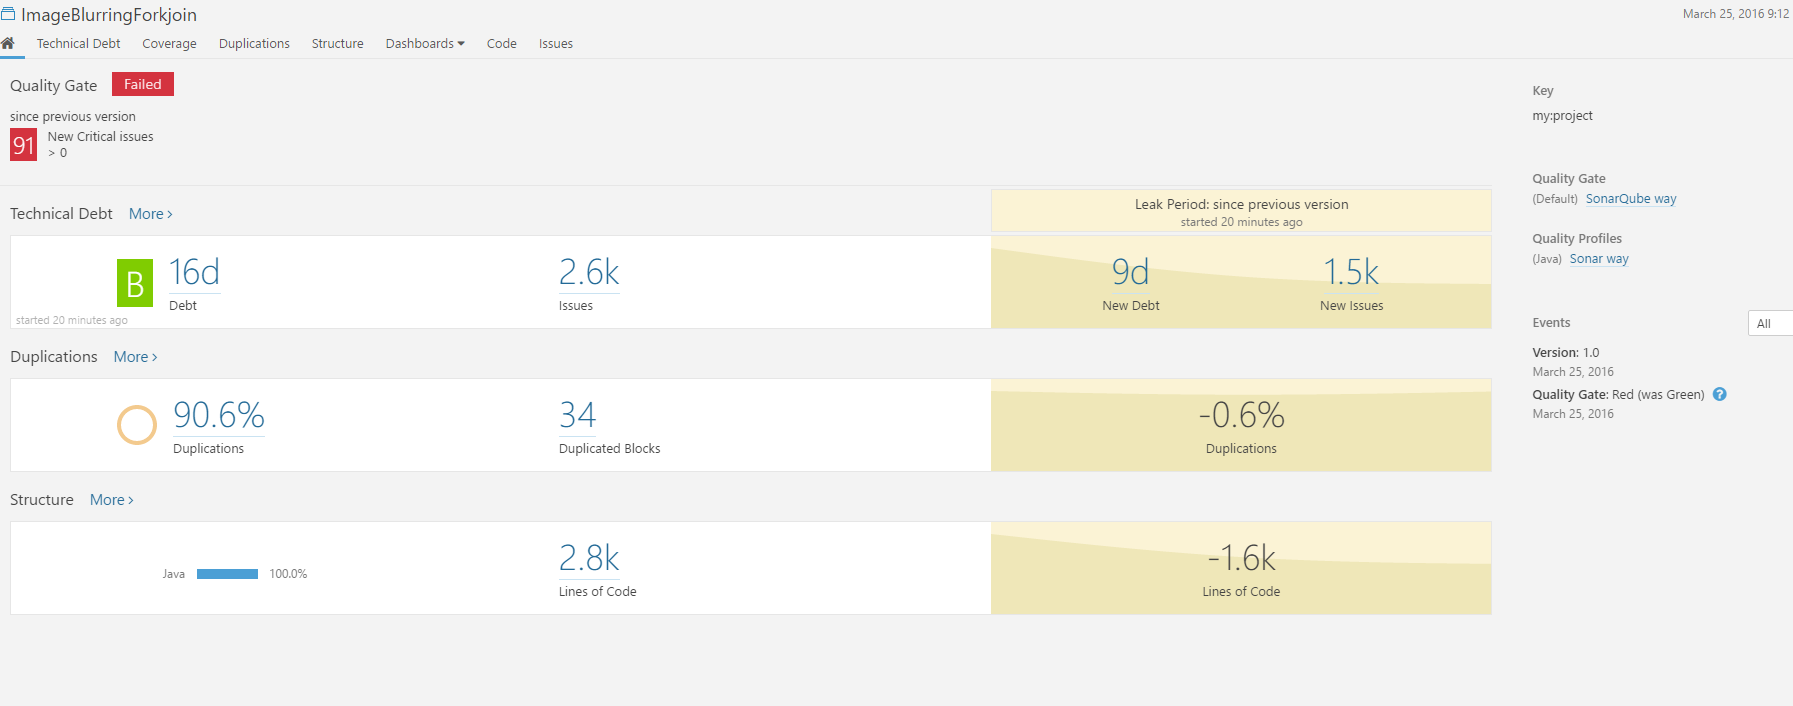 ImageBlurringForkjoin
March 25, 2016 9:12
Technical Debt Coverage Duplications Structure Dashboards Code Issues
Quality Gate Failed
since previous version
91 New Critical issues
> 0
Key
my:project
Quality Gate
(Default) SonarQube way
Quality Profiles
(Java) Sonar way
Events
All
Version: 1.0
March 25, 2016
Quality Gate: Red (was Green) ?
March 25, 2016
Technical Debt More ›
Leak Period: since previous version
started 20 minutes ago
B 16d
Debt
2.6k
Issues
started 20 minutes ago
9d
New Debt
1.5k
New Issues
Duplications More ›
90.6%
Duplications
34
Duplicated Blocks
-0.6%
Duplications
Structure More ›
Java 100.0%
2.8k
Lines of Code
-1.6k
Lines of Code